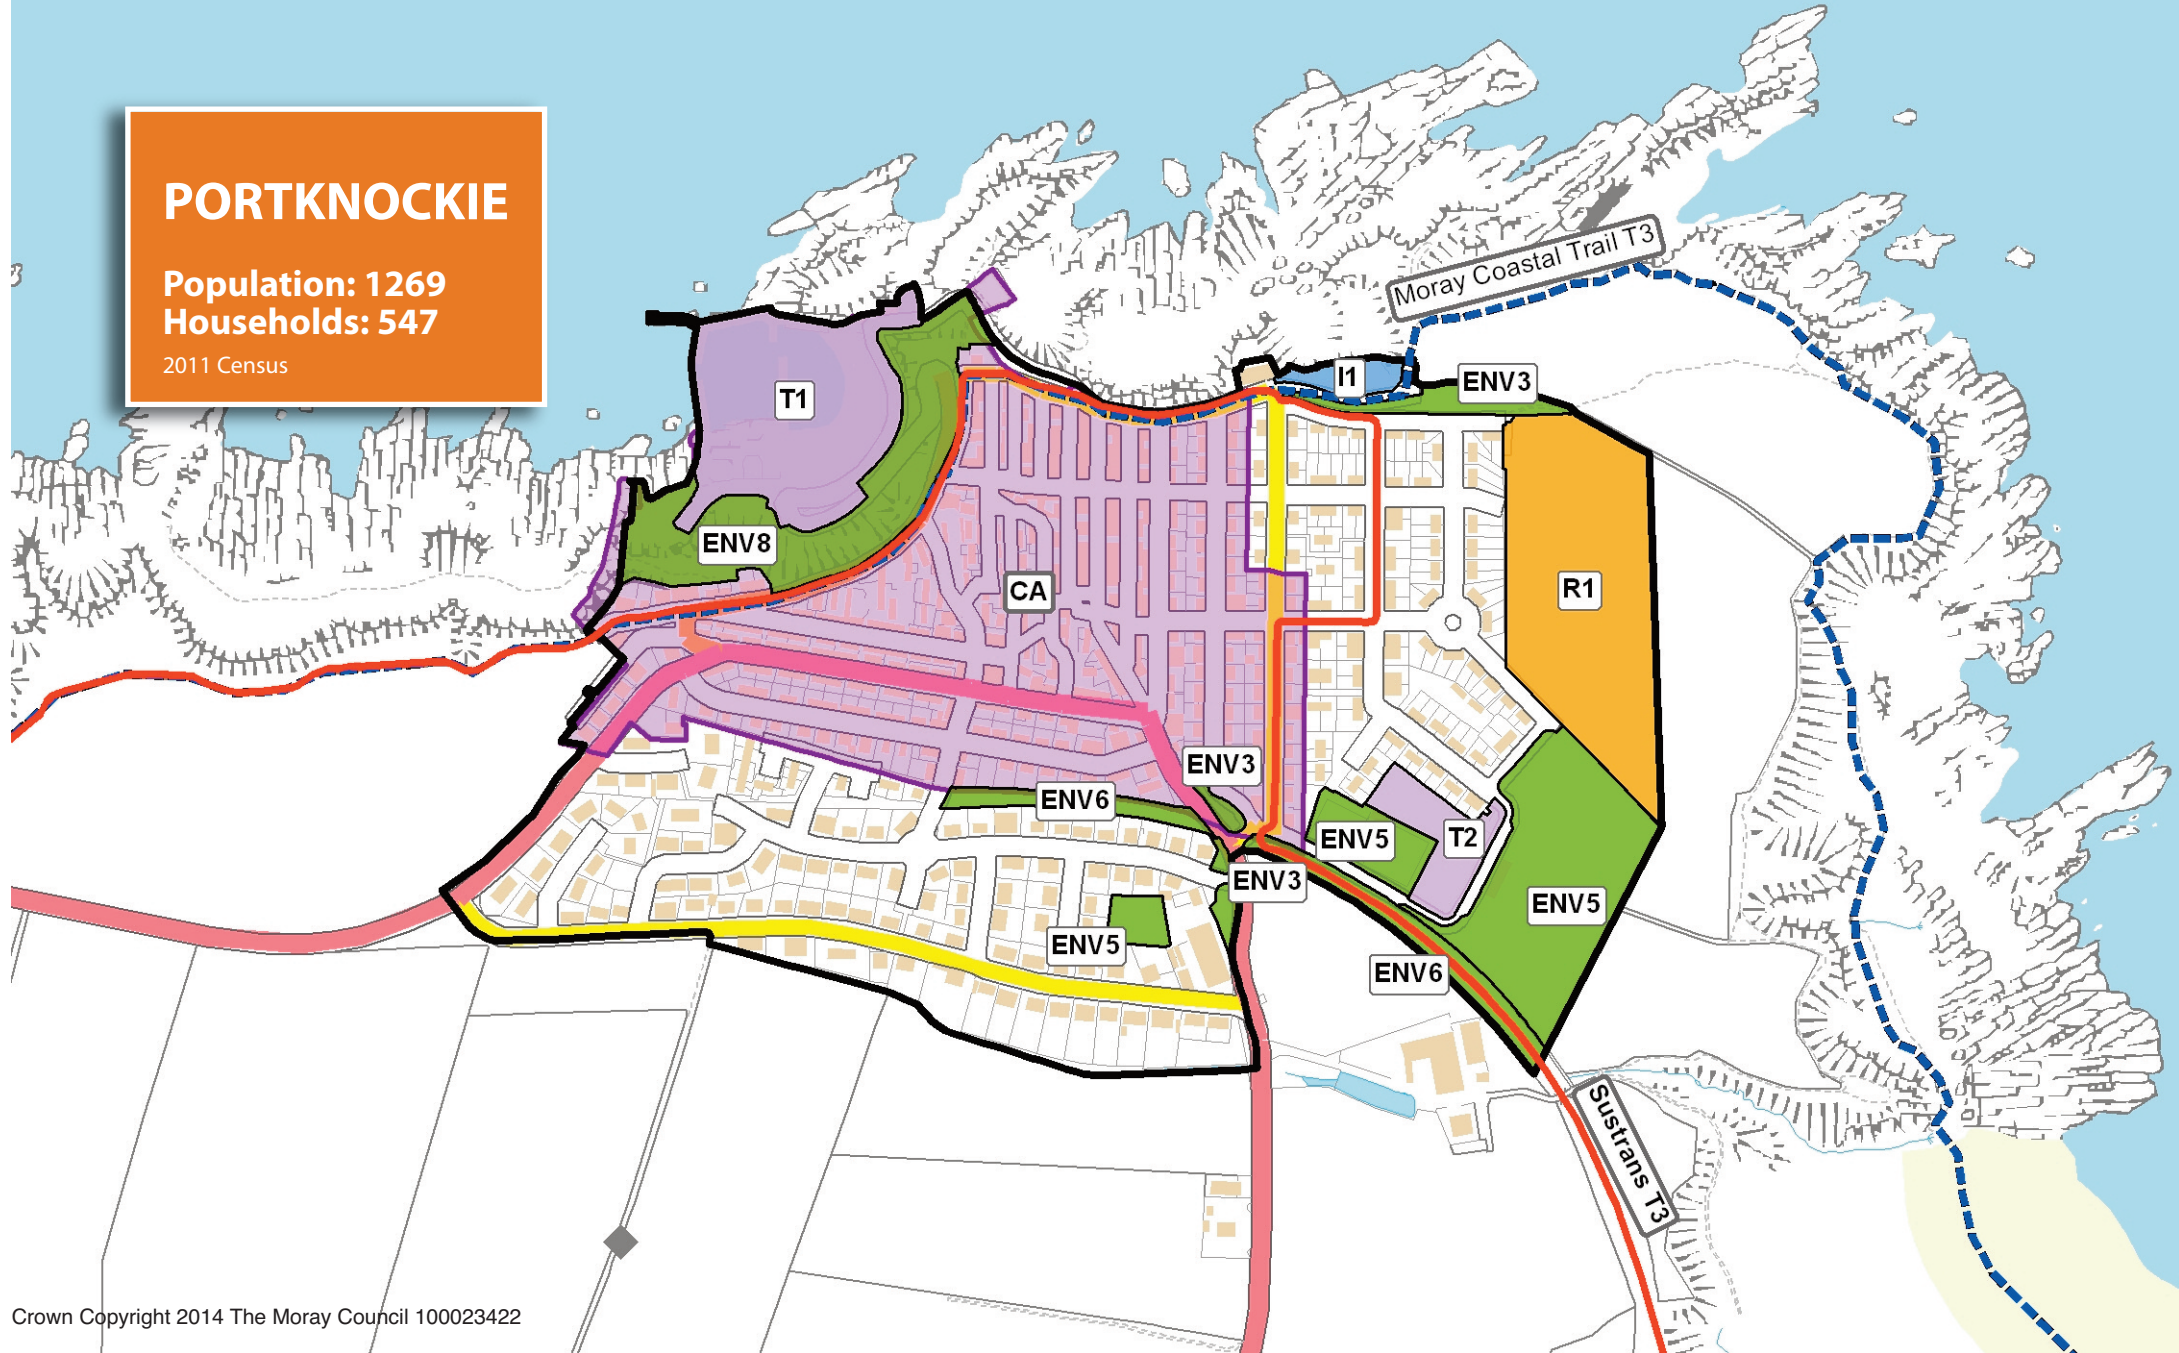 PORTKNOCKIE
Population: 1269
Households: 547
2011 Census
Moray Coastal Trail T3
I1
ENV3
T1
ENV8
CA
R1
ENV3
ENV6
ENV5
T2
ENV3
ENV5
ENV5
ENV6
Sustrans T3
Crown Copyright 2014 The Moray Council 100023422